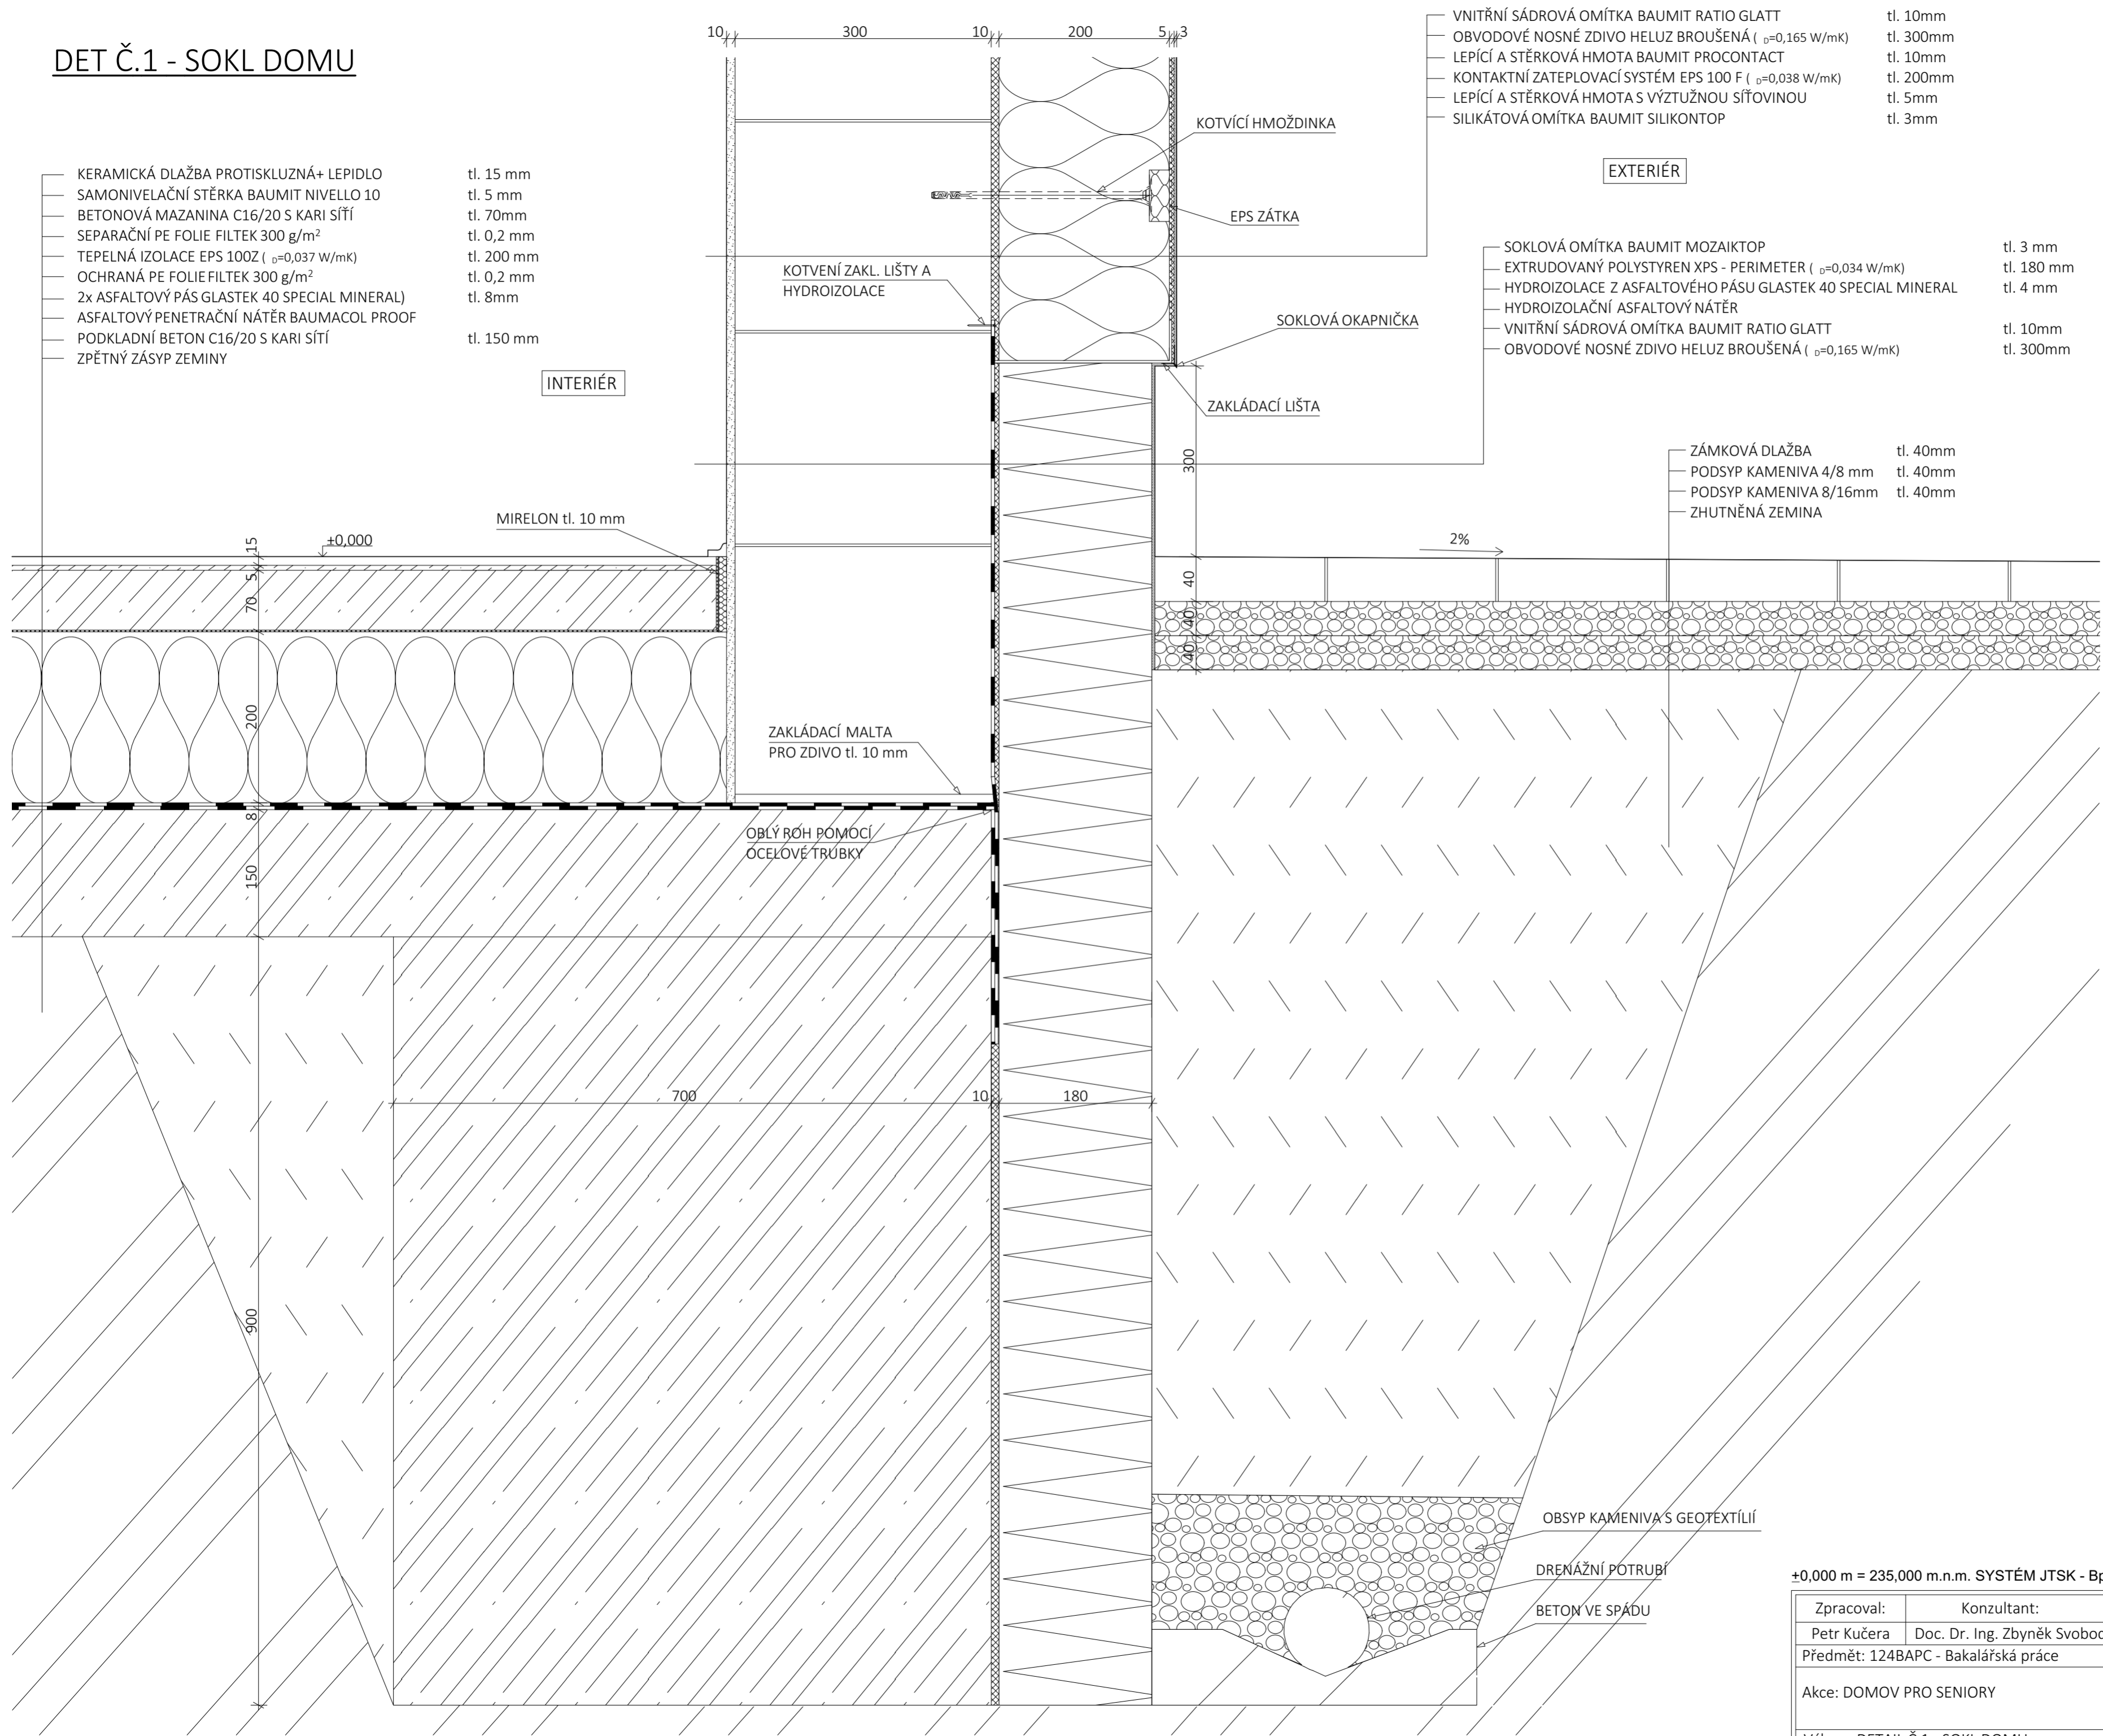 DET Č.1 - SOKL DOMU
10 300 10 200 5 3
VNITŘNÍ SÁDROVÁ OMÍTKA BAUMIT RATIO GLATT tl. 10mm
OBVODOVÉ NOSNÉ ZDIVO HELUZ BROUŠENÁ ( D=0,165 W/mK) tl. 300mm
LEPÍCÍ A STĚRKOVÁ HMOTA BAUMIT PROCONTACT tl. 10mm
KONTAKTNÍ ZATEPLOVACÍ SYSTÉM EPS 100 F ( D=0,038 W/mK) tl. 200mm
LEPÍCÍ A STĚRKOVÁ HMOTA S VÝZTUŽNOU SÍŤOVINOU tl. 5mm
SILIKÁTOVÁ OMÍTKA BAUMIT SILIKONTOP tl. 3mm
KERAMICKÁ DLAŽBA PROTISKLUZNÁ+ LEPIDLO tl. 15 mm
SAMONIVELAČNÍ STĚRKA BAUMIT NIVELLO 10 tl. 5 mm
BETONOVÁ MAZANINA C16/20 S KARI SÍŤÍ tl. 70mm
SEPARAČNÍ PE FOLIE FILTEK 300 g/m² tl. 0,2 mm
TEPELNÁ IZOLACE EPS 100Z ( D=0,037 W/mK) tl. 200 mm
OCHRANÁ PE FOLIE FILTEK 300 g/m² tl. 0,2 mm
2x ASFALTOVÝ PÁS GLASTEK 40 SPECIAL MINERAL) tl. 8mm
ASFALTOVÝ PENETRAČNÍ NÁTĚR BAUMACOL PROOF
PODKLADNÍ BETON C16/20 S KARI SÍTÍ tl. 150 mm
ZPĚTNÝ ZÁSYP ZEMINY
INTERIÉR
KOTVÍCÍ HMOŽDINKA
EPS ZÁTKA
EXTERIÉR
KOTVENÍ ZAKL. LIŠTY A
HYDROIZOLACE
SOKLOVÁ OKAPNIČKA
ZAKLÁDACÍ LIŠTA
SOKLOVÁ OMÍTKA BAUMIT MOZAIKTOP tl. 3 mm
EXTRUDOVANÝ POLYSTYREN XPS - PERIMETER ( D=0,034 W/mK) tl. 180 mm
HYDROIZOLACE Z ASFALTOVÉHO PÁSU GLASTEK 40 SPECIAL MINERAL tl. 4 mm
HYDROIZOLAČNÍ ASFALTOVÝ NÁTĚR
VNITŘNÍ SÁDROVÁ OMÍTKA BAUMIT RATIO GLATT tl. 10mm
OBVODOVÉ NOSNÉ ZDIVO HELUZ BROUŠENÁ ( D=0,165 W/mK) tl. 300mm
ZÁMKOVÁ DLAŽBA tl. 40mm
PODSYP KAMENIVA 4/8 mm tl. 40mm
PODSYP KAMENIVA 8/16mm tl. 40mm
ZHUTNĚNÁ ZEMINA
300
MIRELON tl. 10 mm
±0,000
2%
15
5
70
200
8
150
900
40
40
40
ZAKLÁDACÍ MALTA
PRO ZDIVO tl. 10 mm
OBLÝ ROH POMOCÍ
OCELOVÉ TRUBKY
700 10 180
OBSYP KAMENIVA S GEOTEXTÍLIÍ
DRENÁŽNÍ POTRUBÍ
BETON VE SPÁDU
±0,000 m = 235,000 m.n.m. SYSTÉM JTSK - Bp
Zpracoval: Konzultant:
Petr Kučera Doc. Dr. Ing. Zbyněk Svobod
Předmět: 124BAPC - Bakalářská práce
Akce: DOMOV PRO SENIORY